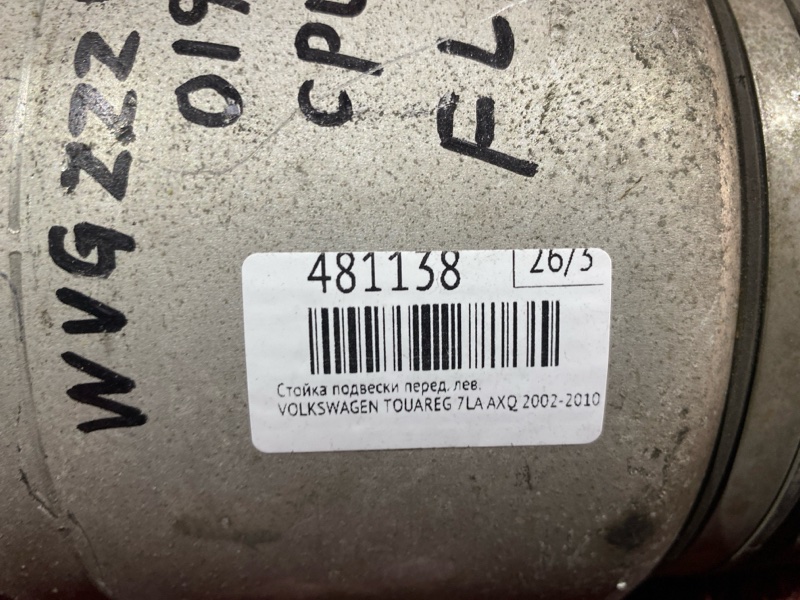 WVGZZZ
019
CPU
FL
481138
26/3
Стойка подвески перед. лев.
VOLKSWAGEN TOUAREG 7LA AXQ 2002-2010